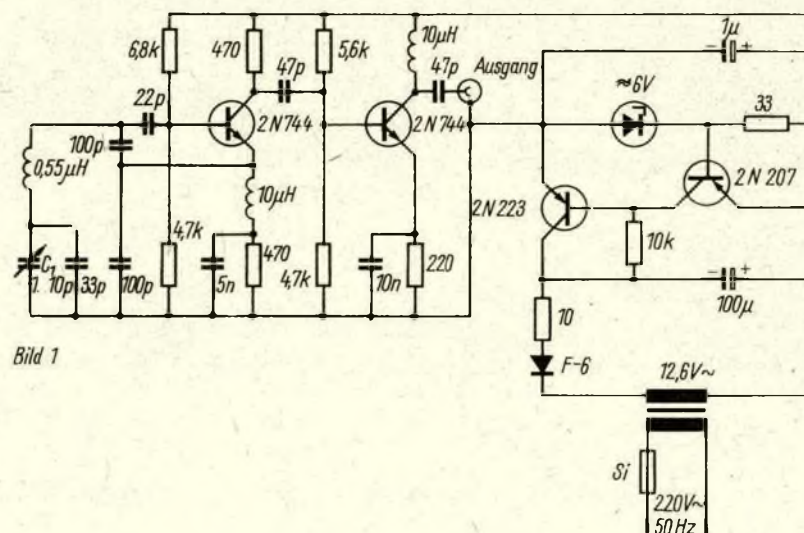 10µH
1µ
- +
6,8k
470
5,6k
47p
47p
Ausgang
≈6V
22p
33
2N744
2N744
100p
2N207
0,55µH
10µH
2N223
10k
4,7k
C1
1...10p
33p
100p
5n
470
4,7k
10n
220
- +
100µ
10
Bild 1
F-6
12,6V~
Si
220V~
50Hz